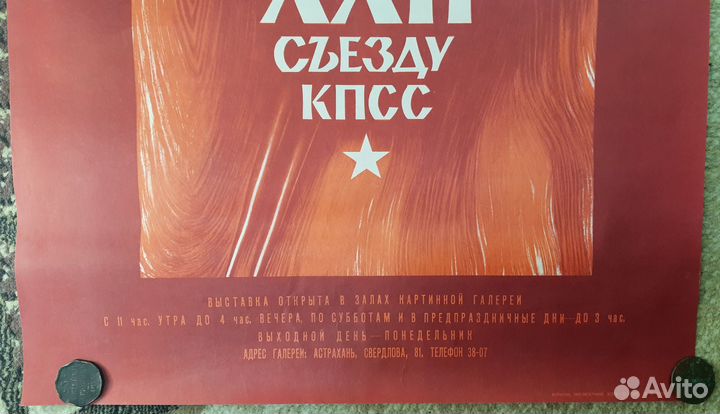 XXII
СЪЕЗДУ
КПСС
ВЫСТАВКА ОТКРЫТА В ЗАЛАХ КАРТИННОЙ ГАЛЕРЕИ
С 11 час. УТРА ДО 4 час. ВЕЧЕРА, ПО СУББОТАМ И В ПРЕДПРАЗДНИЧНЫЕ ДНИ—ДО 3 час.
ВЫХОДНОЙ ДЕНЬ—ПОНЕДЕЛЬНИК
АДРЕС ГАЛЕРЕИ: АСТРАХАНЬ, СВЕРДЛОВА, 81. ТЕЛЕФОН 38-07
Avito